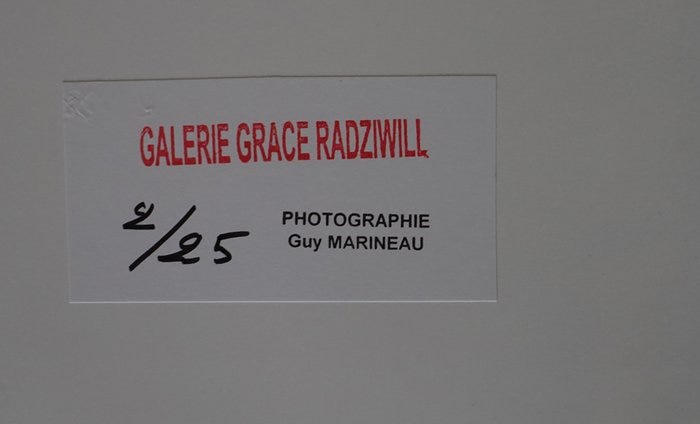 GALERIE GRACE RADZIWILL
2/25
PHOTOGRAPHIE
Guy MARINEAU